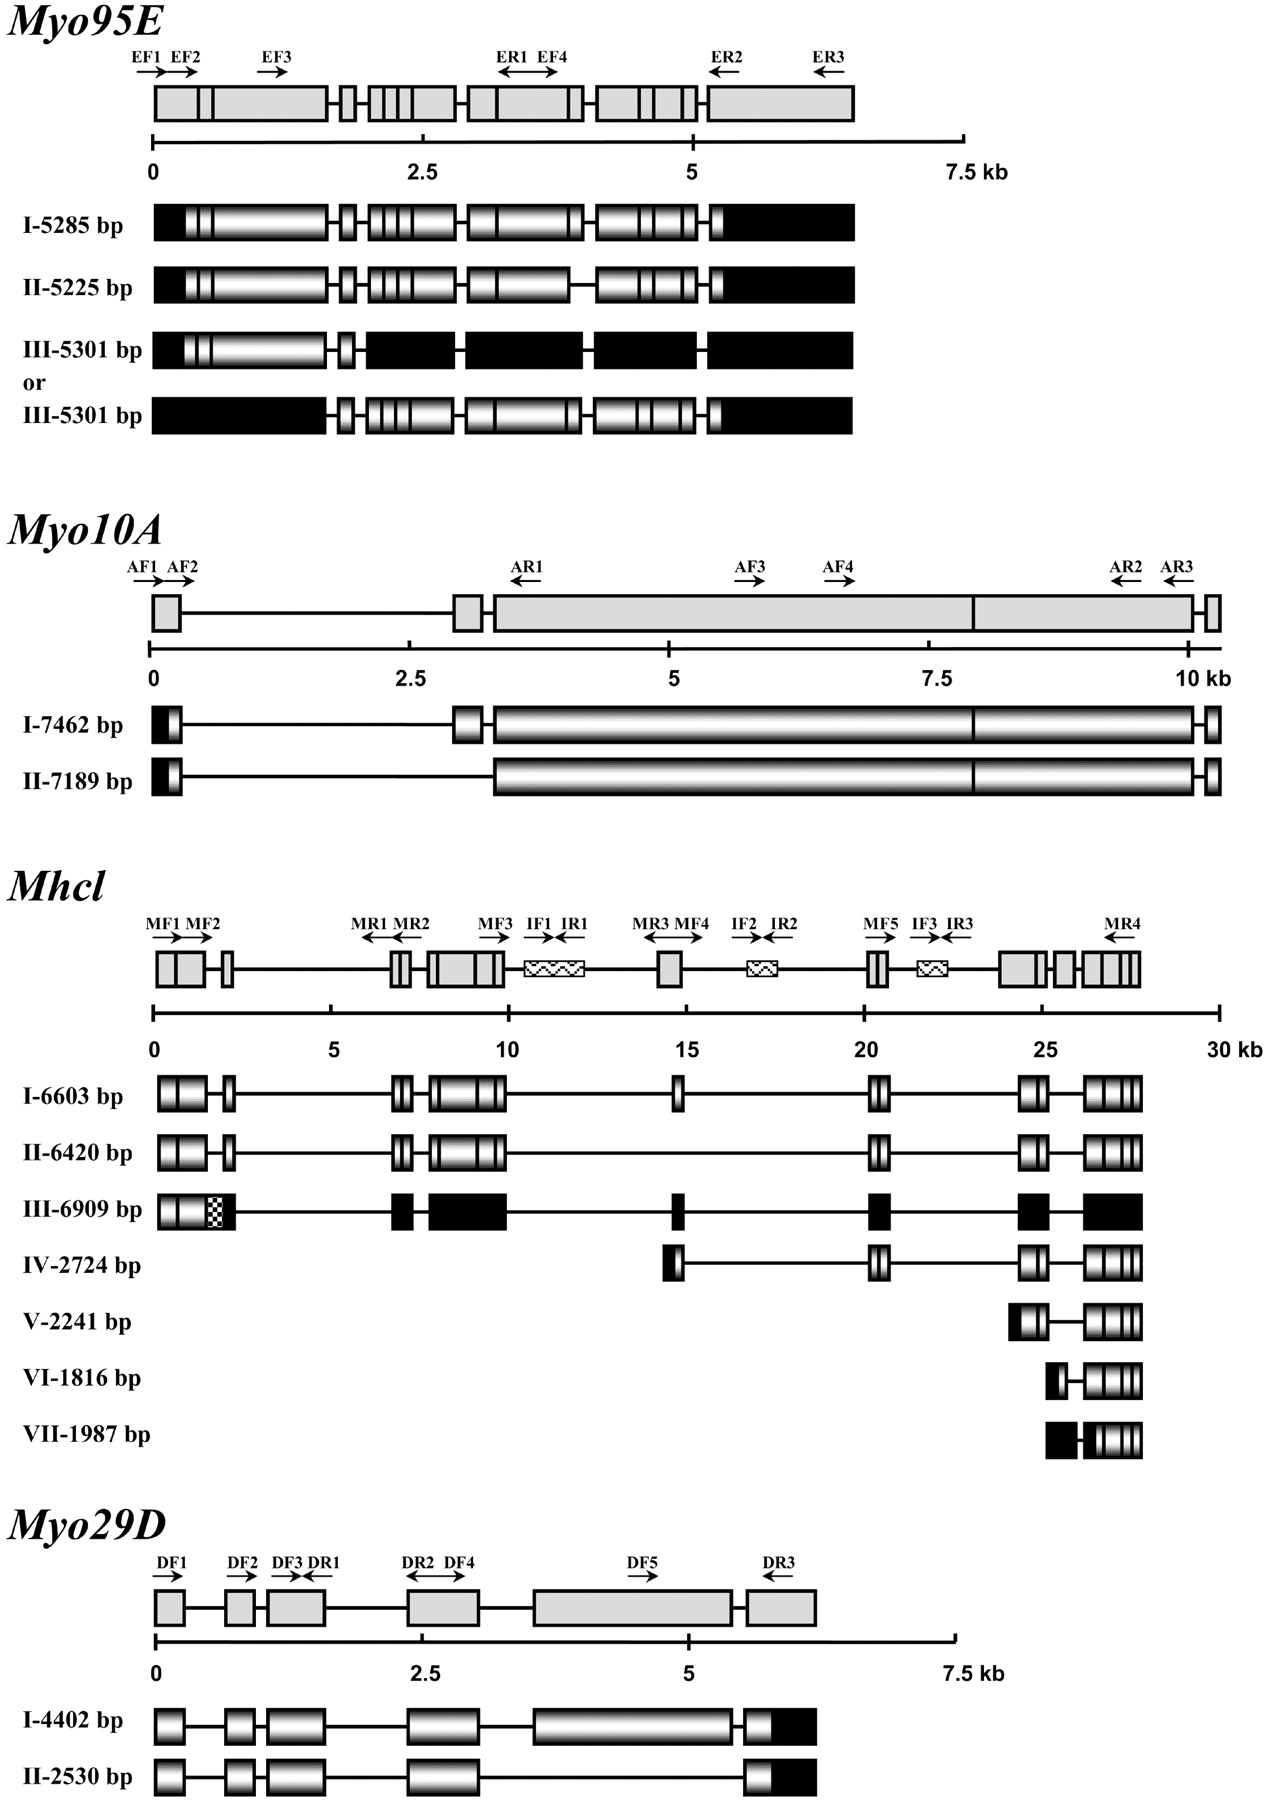 Myo95E
EF1 EF2 EF3 ER1 EF4 ER2 ER3
0 2.5 5 7.5 kb
I-5285 bp
II-5225 bp
III-5301 bp
or
III-5301 bp
Myo10A
AF1 AF2 AR1 AF3 AF4 AR2 AR3
0 2.5 5 7.5 10 kb
I-7462 bp
II-7189 bp
Mhcl
MF1 MF2 MR1 MR2 MF3 IF1 IR1 MR3 MF4 IF2 IR2 MF5 IF3 IR3 MR4
0 5 10 15 20 25 30 kb
I-6603 bp
II-6420 bp
III-6909 bp
IV-2724 bp
V-2241 bp
VI-1816 bp
VII-1987 bp
Myo29D
DF1 DF2 DF3 DR1 DR2 DF4 DF5 DR3
0 2.5 5 7.5 kb
I-4402 bp
II-2530 bp